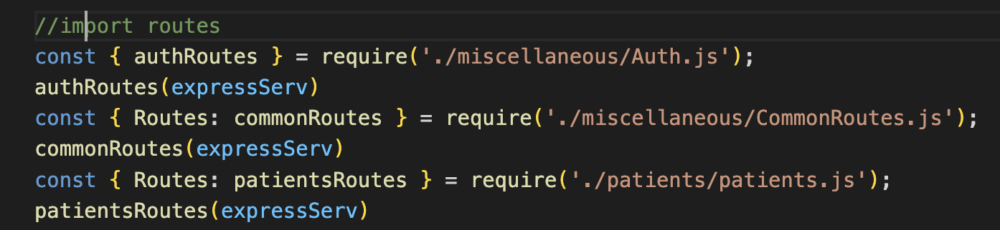 //import routes
const { authRoutes } = require('./miscellaneous/Auth.js');
authRoutes(expressServ)
const { Routes: commonRoutes } = require('./miscellaneous/CommonRoutes.js');
commonRoutes(expressServ)
const { Routes: patientsRoutes } = require('./patients/patients.js');
patientsRoutes(expressServ)